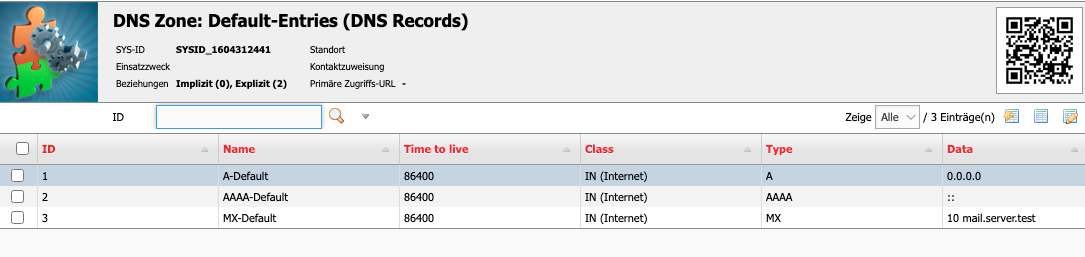 DNS Zone: Default-Entries (DNS Records)
SYS-ID SYSID_1604312441 Standort
Einsatzzweck Kontaktzuweisung
Beziehungen Implizit (0), Explizit (2) Primäre Zugriffs-URL -
ID Zeige Alle / 3 Einträge(n)
ID Name Time to live Class Type Data
1 A-Default 86400 IN (Internet) A 0.0.0.0
2 AAAA-Default 86400 IN (Internet) AAAA ::
3 MX-Default 86400 IN (Internet) MX 10 mail.server.test